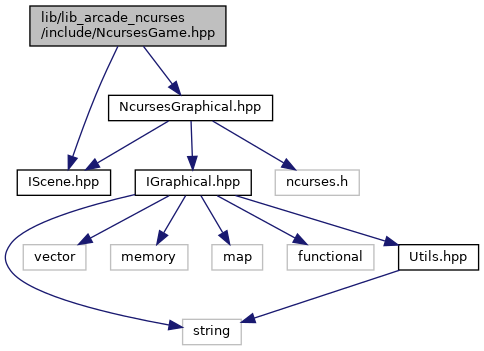 lib/lib_arcade_ncurses
/include/NcursesGame.hpp
NcursesGraphical.hpp
IScene.hpp
IGraphical.hpp
ncurses.h
vector
memory
map
functional
Utils.hpp
string